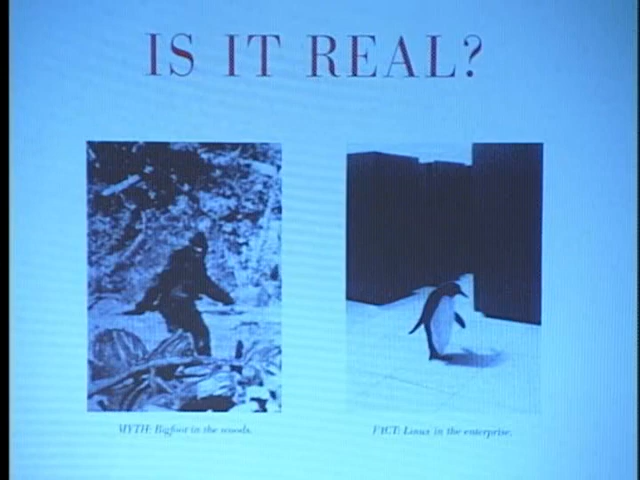 IS IT REAL?
MYTH: Bigfoot in the woods.
FACT: Linux in the enterprise.